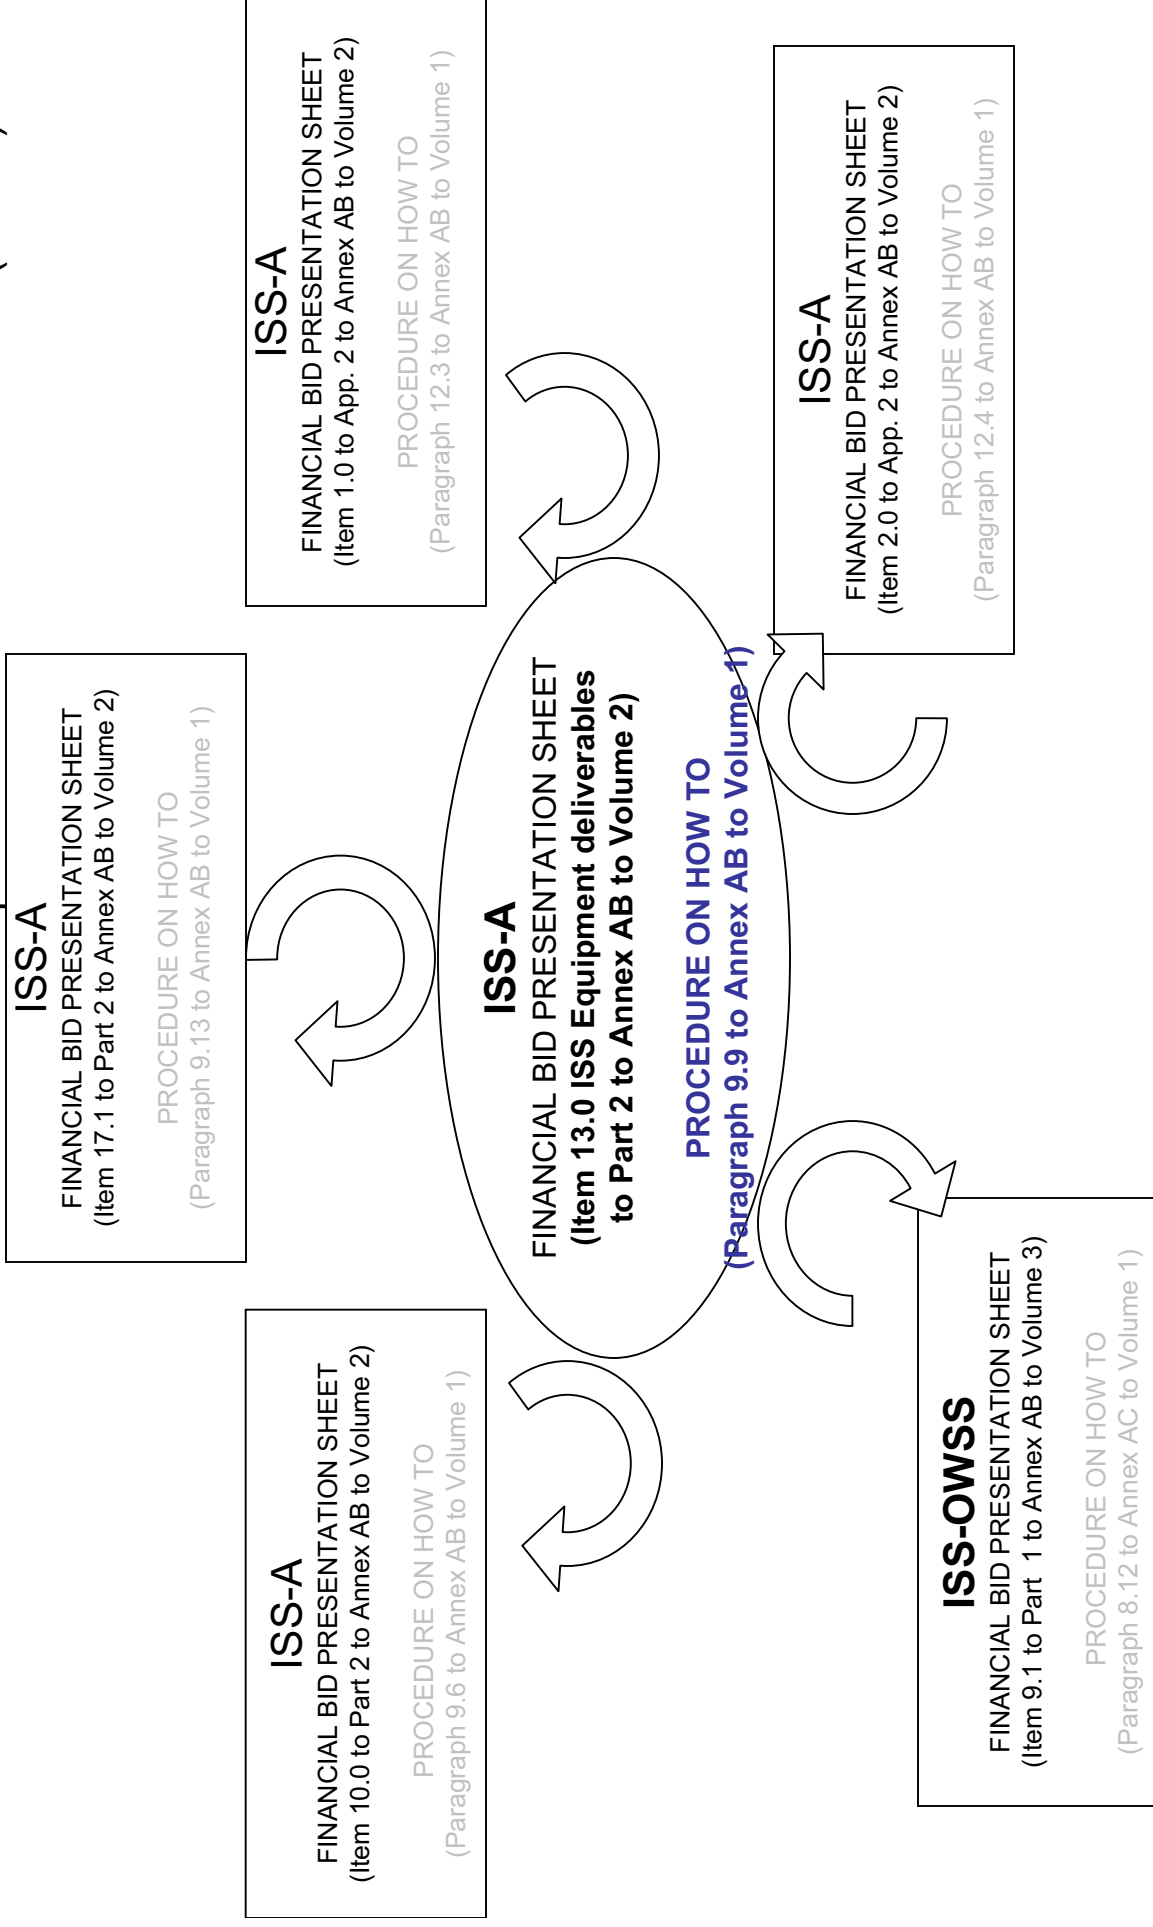 ISS-A
FINANCIAL BID PRESENTATION SHEET
(Item 17.1 to Part 2 to Annex AB to Volume 2)
PROCEDURE ON HOW TO
(Paragraph 9.13 to Annex AB to Volume 1)
ISS-A
FINANCIAL BID PRESENTATION SHEET
(Item 10.0 to Part 2 to Annex AB to Volume 2)
PROCEDURE ON HOW TO
(Paragraph 9.6 to Annex AB to Volume 1)
ISS-A
FINANCIAL BID PRESENTATION SHEET
(Item 1.0 to App. 2 to Annex AB to Volume 2)
PROCEDURE ON HOW TO
(Paragraph 12.3 to Annex AB to Volume 1)
ISS-A
FINANCIAL BID PRESENTATION SHEET
(Item 13.0 ISS Equipment deliverables
to Part 2 to Annex AB to Volume 2)
PROCEDURE ON HOW TO
(Paragraph 9.9 to Annex AB to Volume 1)
ISS-OWSS
FINANCIAL BID PRESENTATION SHEET
(Item 9.1 to Part 1 to Annex AB to Volume 3)
PROCEDURE ON HOW TO
(Paragraph 8.12 to Annex AC to Volume 1)
ISS-A
FINANCIAL BID PRESENTATION SHEET
(Item 2.0 to App. 2 to Annex AB to Volume 2)
PROCEDURE ON HOW TO
(Paragraph 12.4 to Annex AB to Volume 1)